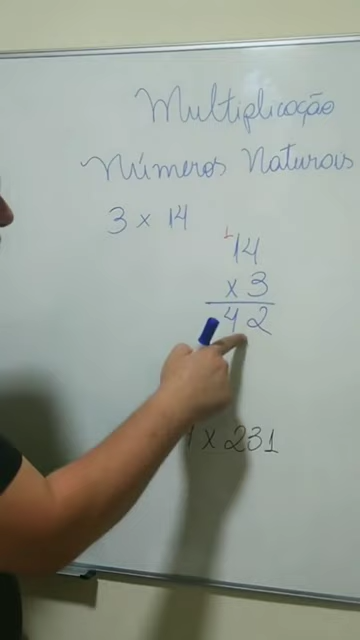 Multiplicação
Números Naturais
3 x 14
1
14
x 3
42
x 231